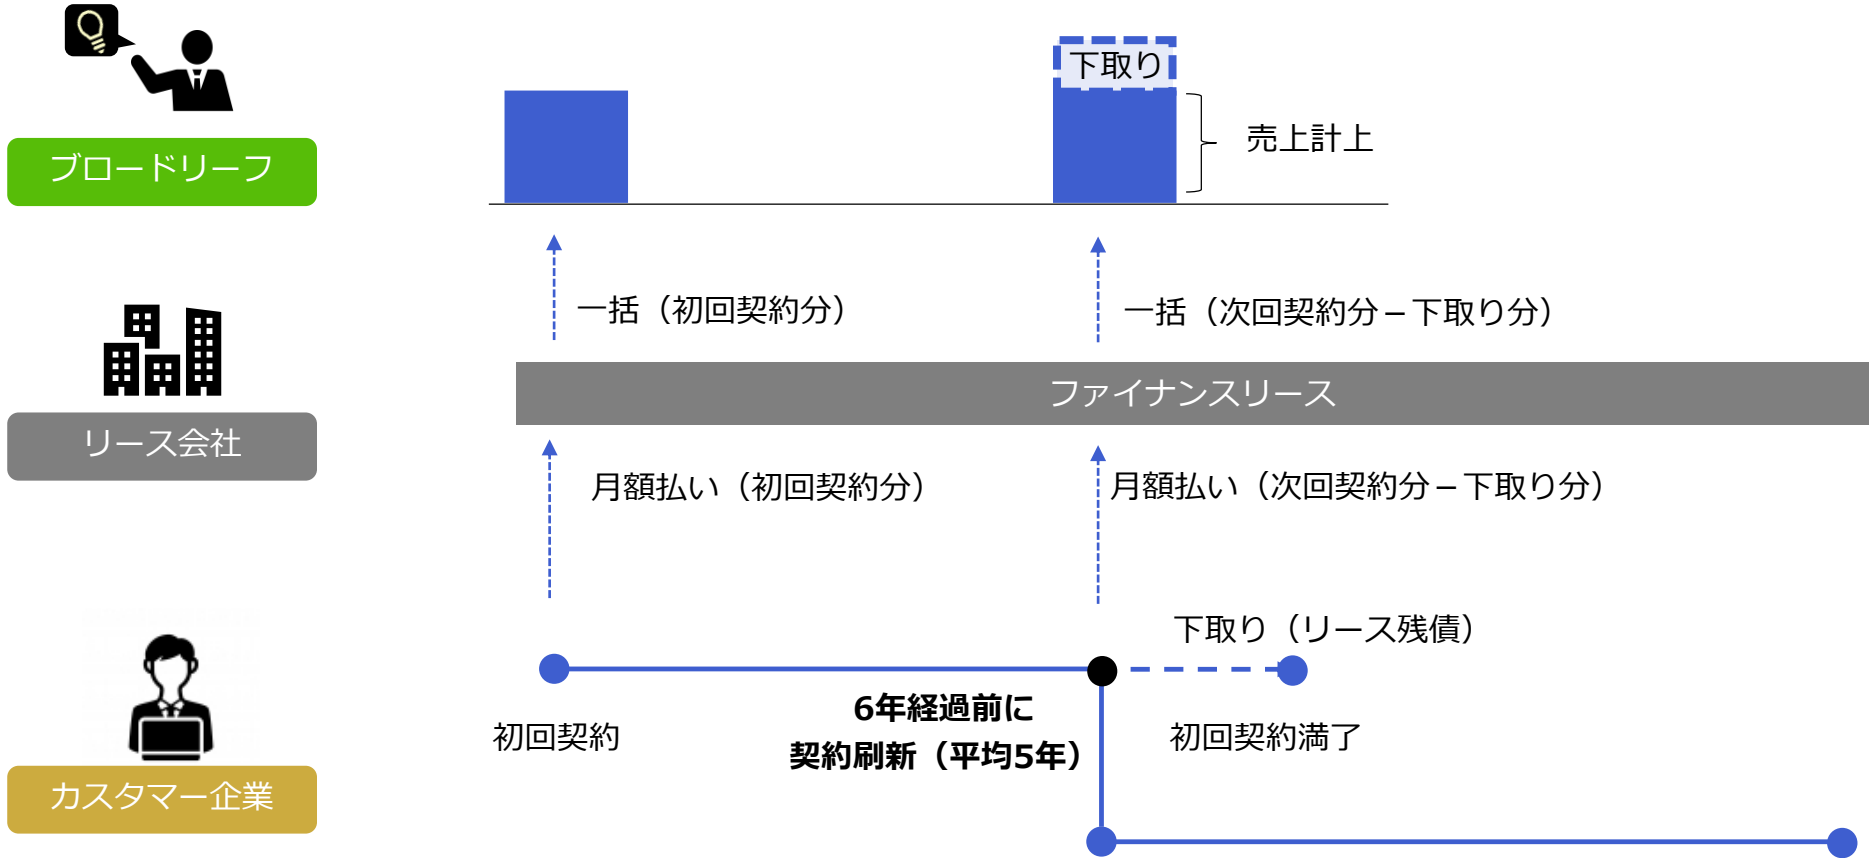 下取り
売上計上
ブロードリーフ
一括（初回契約分）
一括（次回契約分－下取り分）
ファイナンスリース
リース会社
月額払い（初回契約分）
月額払い（次回契約分－下取り分）
下取り（リース残債）
6年経過前に
契約刷新（平均5年）
初回契約
初回契約満了
カスタマー企業